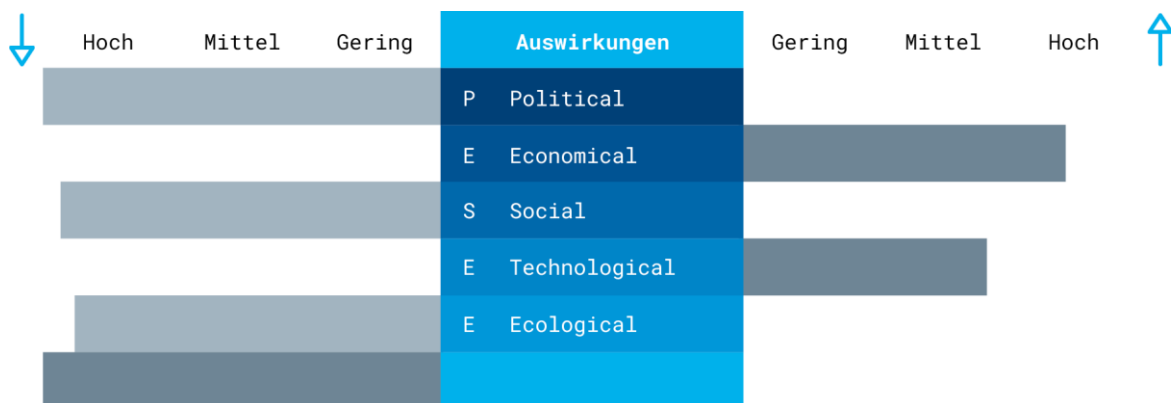 Hoch Mittel Gering Auswirkungen Gering Mittel Hoch
P Political
E Economical
S Social
E Technological
E Ecological